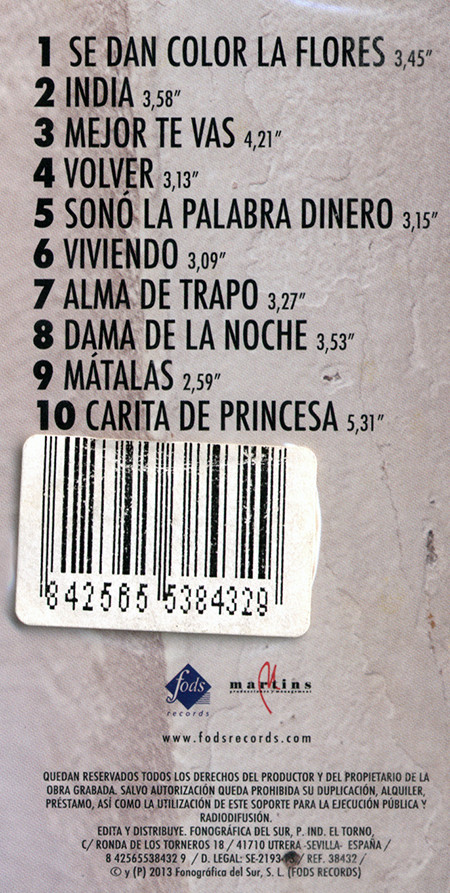 1 SE DAN COLOR LA FLORES 3,45"
2 INDIA 3,58"
3 MEJOR TE VAS 4,21"
4 VOLVER 3,13"
5 SONÓ LA PALABRA DINERO 3,15"
6 VIVIENDO 3,09"
7 ALMA DE TRAPO 3,27"
8 DAMA DE LA NOCHE 3,53"
9 MÁTALAS 2,59"
10 CARITA DE PRINCESA 5,31"
8 42565 5384329
fods
records
martins
producciones y management
www.fodsrecords.com
QUEDAN RESERVADOS TODOS LOS DERECHOS DEL PRODUCTOR Y DEL PROPIETARIO DE LA
OBRA GRABADA. SALVO AUTORIZACIÓN QUEDA PROHIBIDA SU DUPLICACIÓN, ALQUILER,
PRÉSTAMO, ASÍ COMO LA UTILIZACIÓN DE ESTE SOPORTE PARA LA EJECUCIÓN PÚBLICA Y
RADIODIFUSIÓN.
EDITA Y DISTRIBUYE. FONOGRÁFICA DEL SUR, P. IND. EL TORNO,
C/ RONDA DE LOS TORNEROS 18 / 41710 UTRERA -SEVILLA- ESPAÑA /
8 42565538432 9 / D. LEGAL: SE-2193- / REF. 38432 /
© y (P) 2013 Fonográfica del Sur, S. L. (FODS RECORDS)